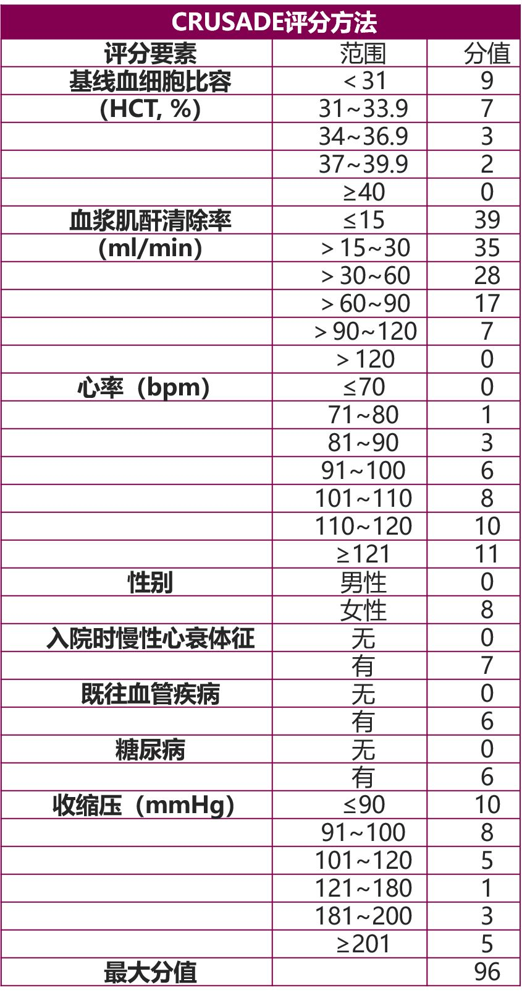 CRUSADE评分方法
评分要素 范围 分值
基线血细胞比容 <31 9
(HCT, %) 31~33.9 7
34~36.9 3
37~39.9 2
≥40 0
血浆肌酐清除率 ≤15 39
(ml/min) >15~30 35
>30~60 28
>60~90 17
>90~120 7
>120 0
心率（bpm） ≤70 0
71~80 1
81~90 3
91~100 6
101~110 8
110~120 10
≥121 11
性别 男性 0
女性 8
入院时慢性心衰体征 无 0
有 7
既往血管疾病 无 0
有 6
糖尿病 无 0
有 6
收缩压（mmHg） ≤90 10
91~100 8
101~120 5
121~180 1
181~200 3
≥201 5
最大分值 96